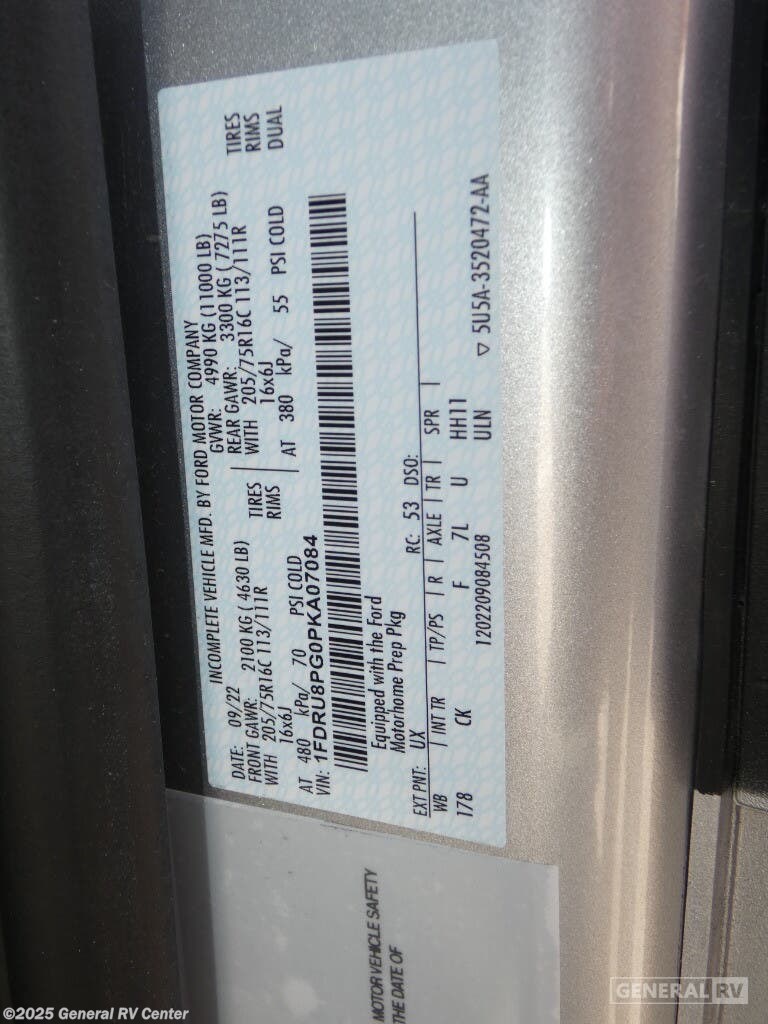 INCOMPLETE VEHICLE MFD. BY FORD MOTOR COMPANY
DATE: 09/22 GVWR: 4990 KG (11000 LB)
FRONT GAWR: 2100 KG ( 4630 LB) REAR GAWR: 3300 KG ( 7275 LB)
WITH 205/75R16C 113/111R TIRES WITH 205/75R16C 113/111R TIRES
16x6J RIMS 16x6J RIMS
AT 480 kPa/ 70 PSI COLD AT 380 kPa/ 55 PSI COLD DUAL
VIN: 1FDRU8PG0PKA07084
Equipped with the Ford
Motorhome Prep Pkg
EXT PNT: UX RC: 53 DSO:
WB INT TR TP/PS R AXLE TR SPR
178 CK F 7L U HH11
1202209084508 ULN
▽ 5U5A-3520472-AA
MOTOR VEHICLE SAFETY
THE DATE OF
©2025 General RV Center
GENERAL RV